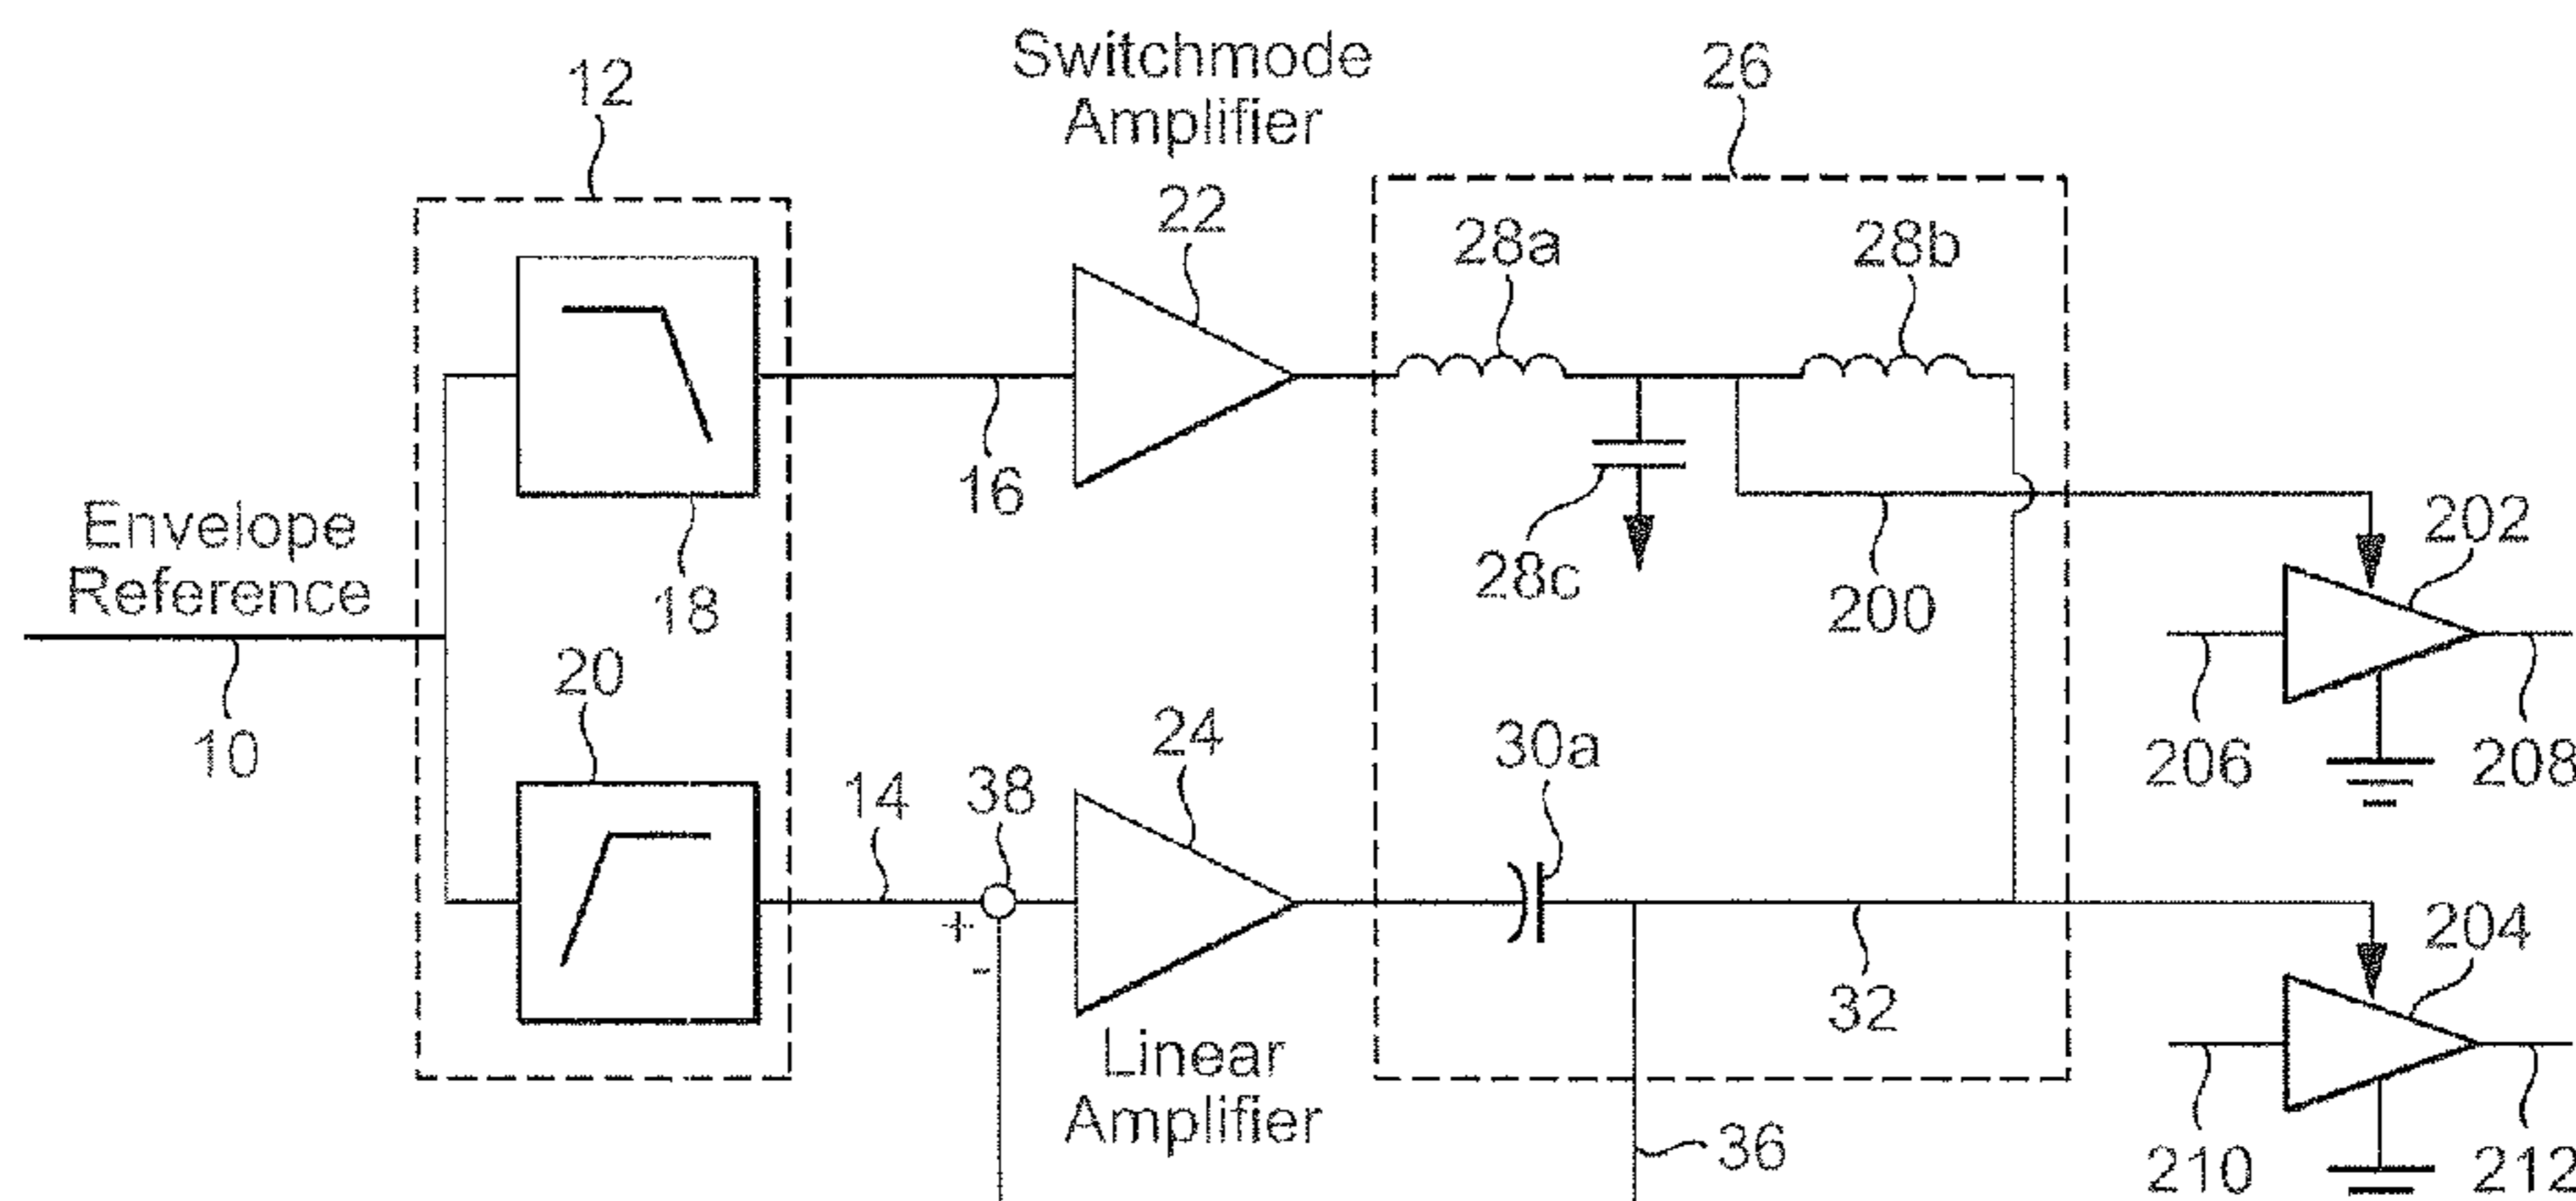 Switchmode
Amplifier
12
26
22
28a
28b
16
Envelope
Reference
18
28c
200
202
10
20
24
30a
206
208
14
38
+
-
204
32
Linear
Amplifier
36
210
212